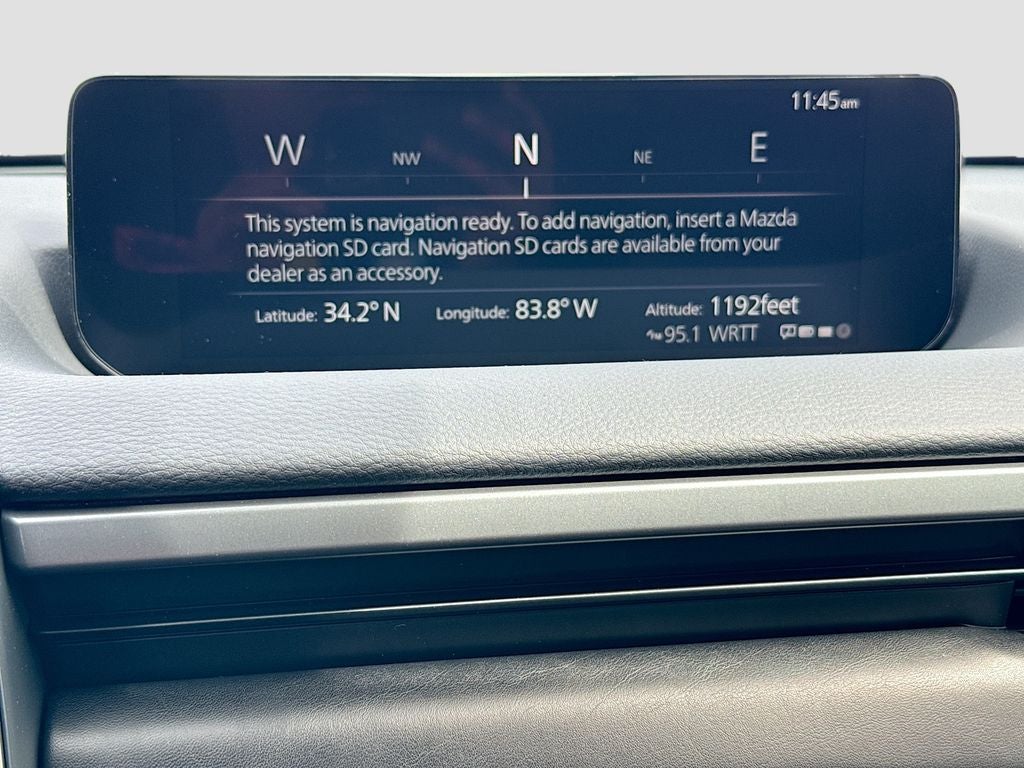 11:45am
W NW N NE E
This system is navigation ready. To add navigation, insert a Mazda
navigation SD card. Navigation SD cards are available from your
dealer as an accessory.
Latitude: 34.2° N Longitude: 83.8° W Altitude: 1192feet
FM 95.1 WRTT